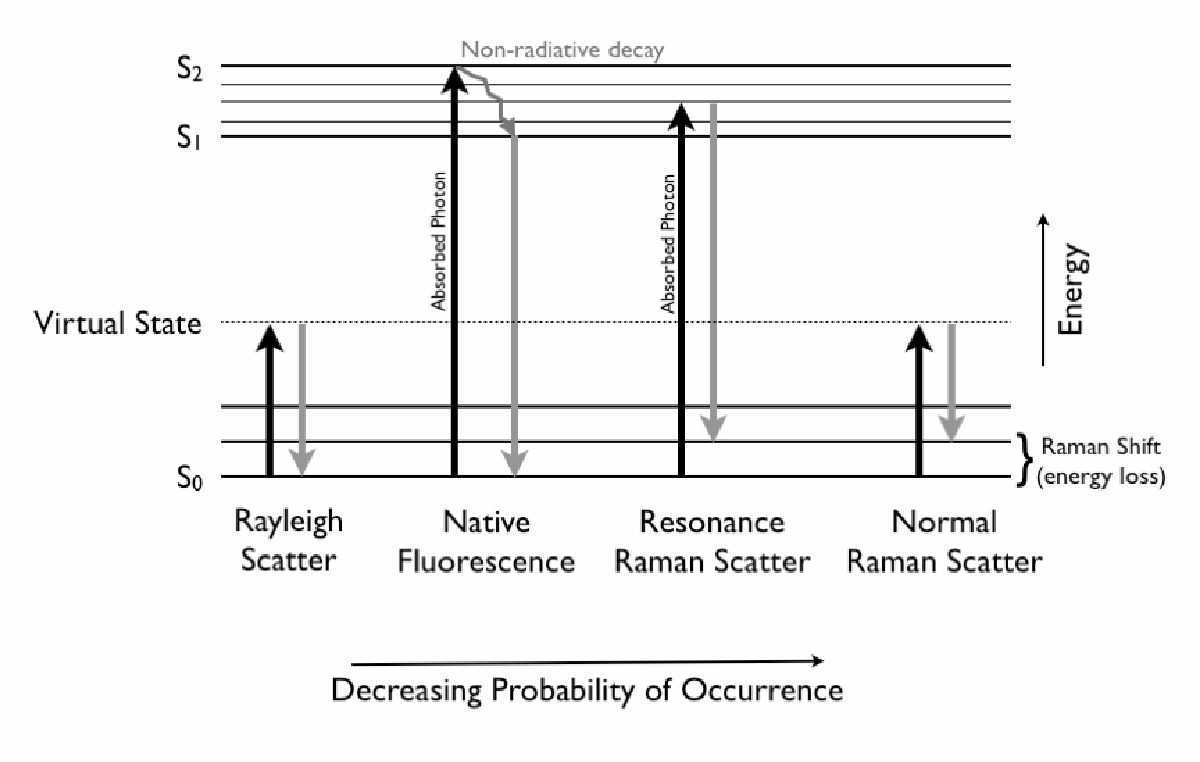 Non-radiative decay
S2
S1
Absorbed Photon
Absorbed Photon
Energy
Virtual State
Raman Shift
(energy loss)
S0
Rayleigh
Scatter
Native
Fluorescence
Resonance
Raman Scatter
Normal
Raman Scatter
Decreasing Probability of Occurrence